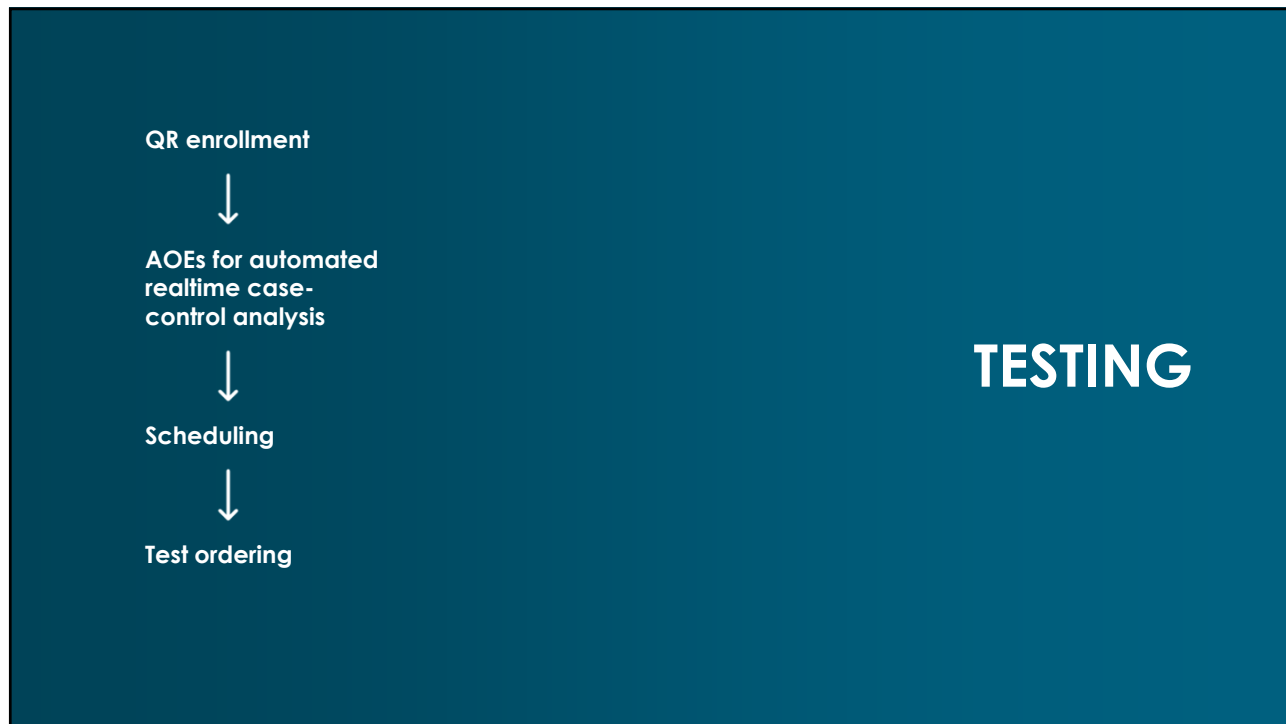 QR enrollment
AOEs for automated
realtime case-
control analysis
Scheduling
Test ordering
TESTING